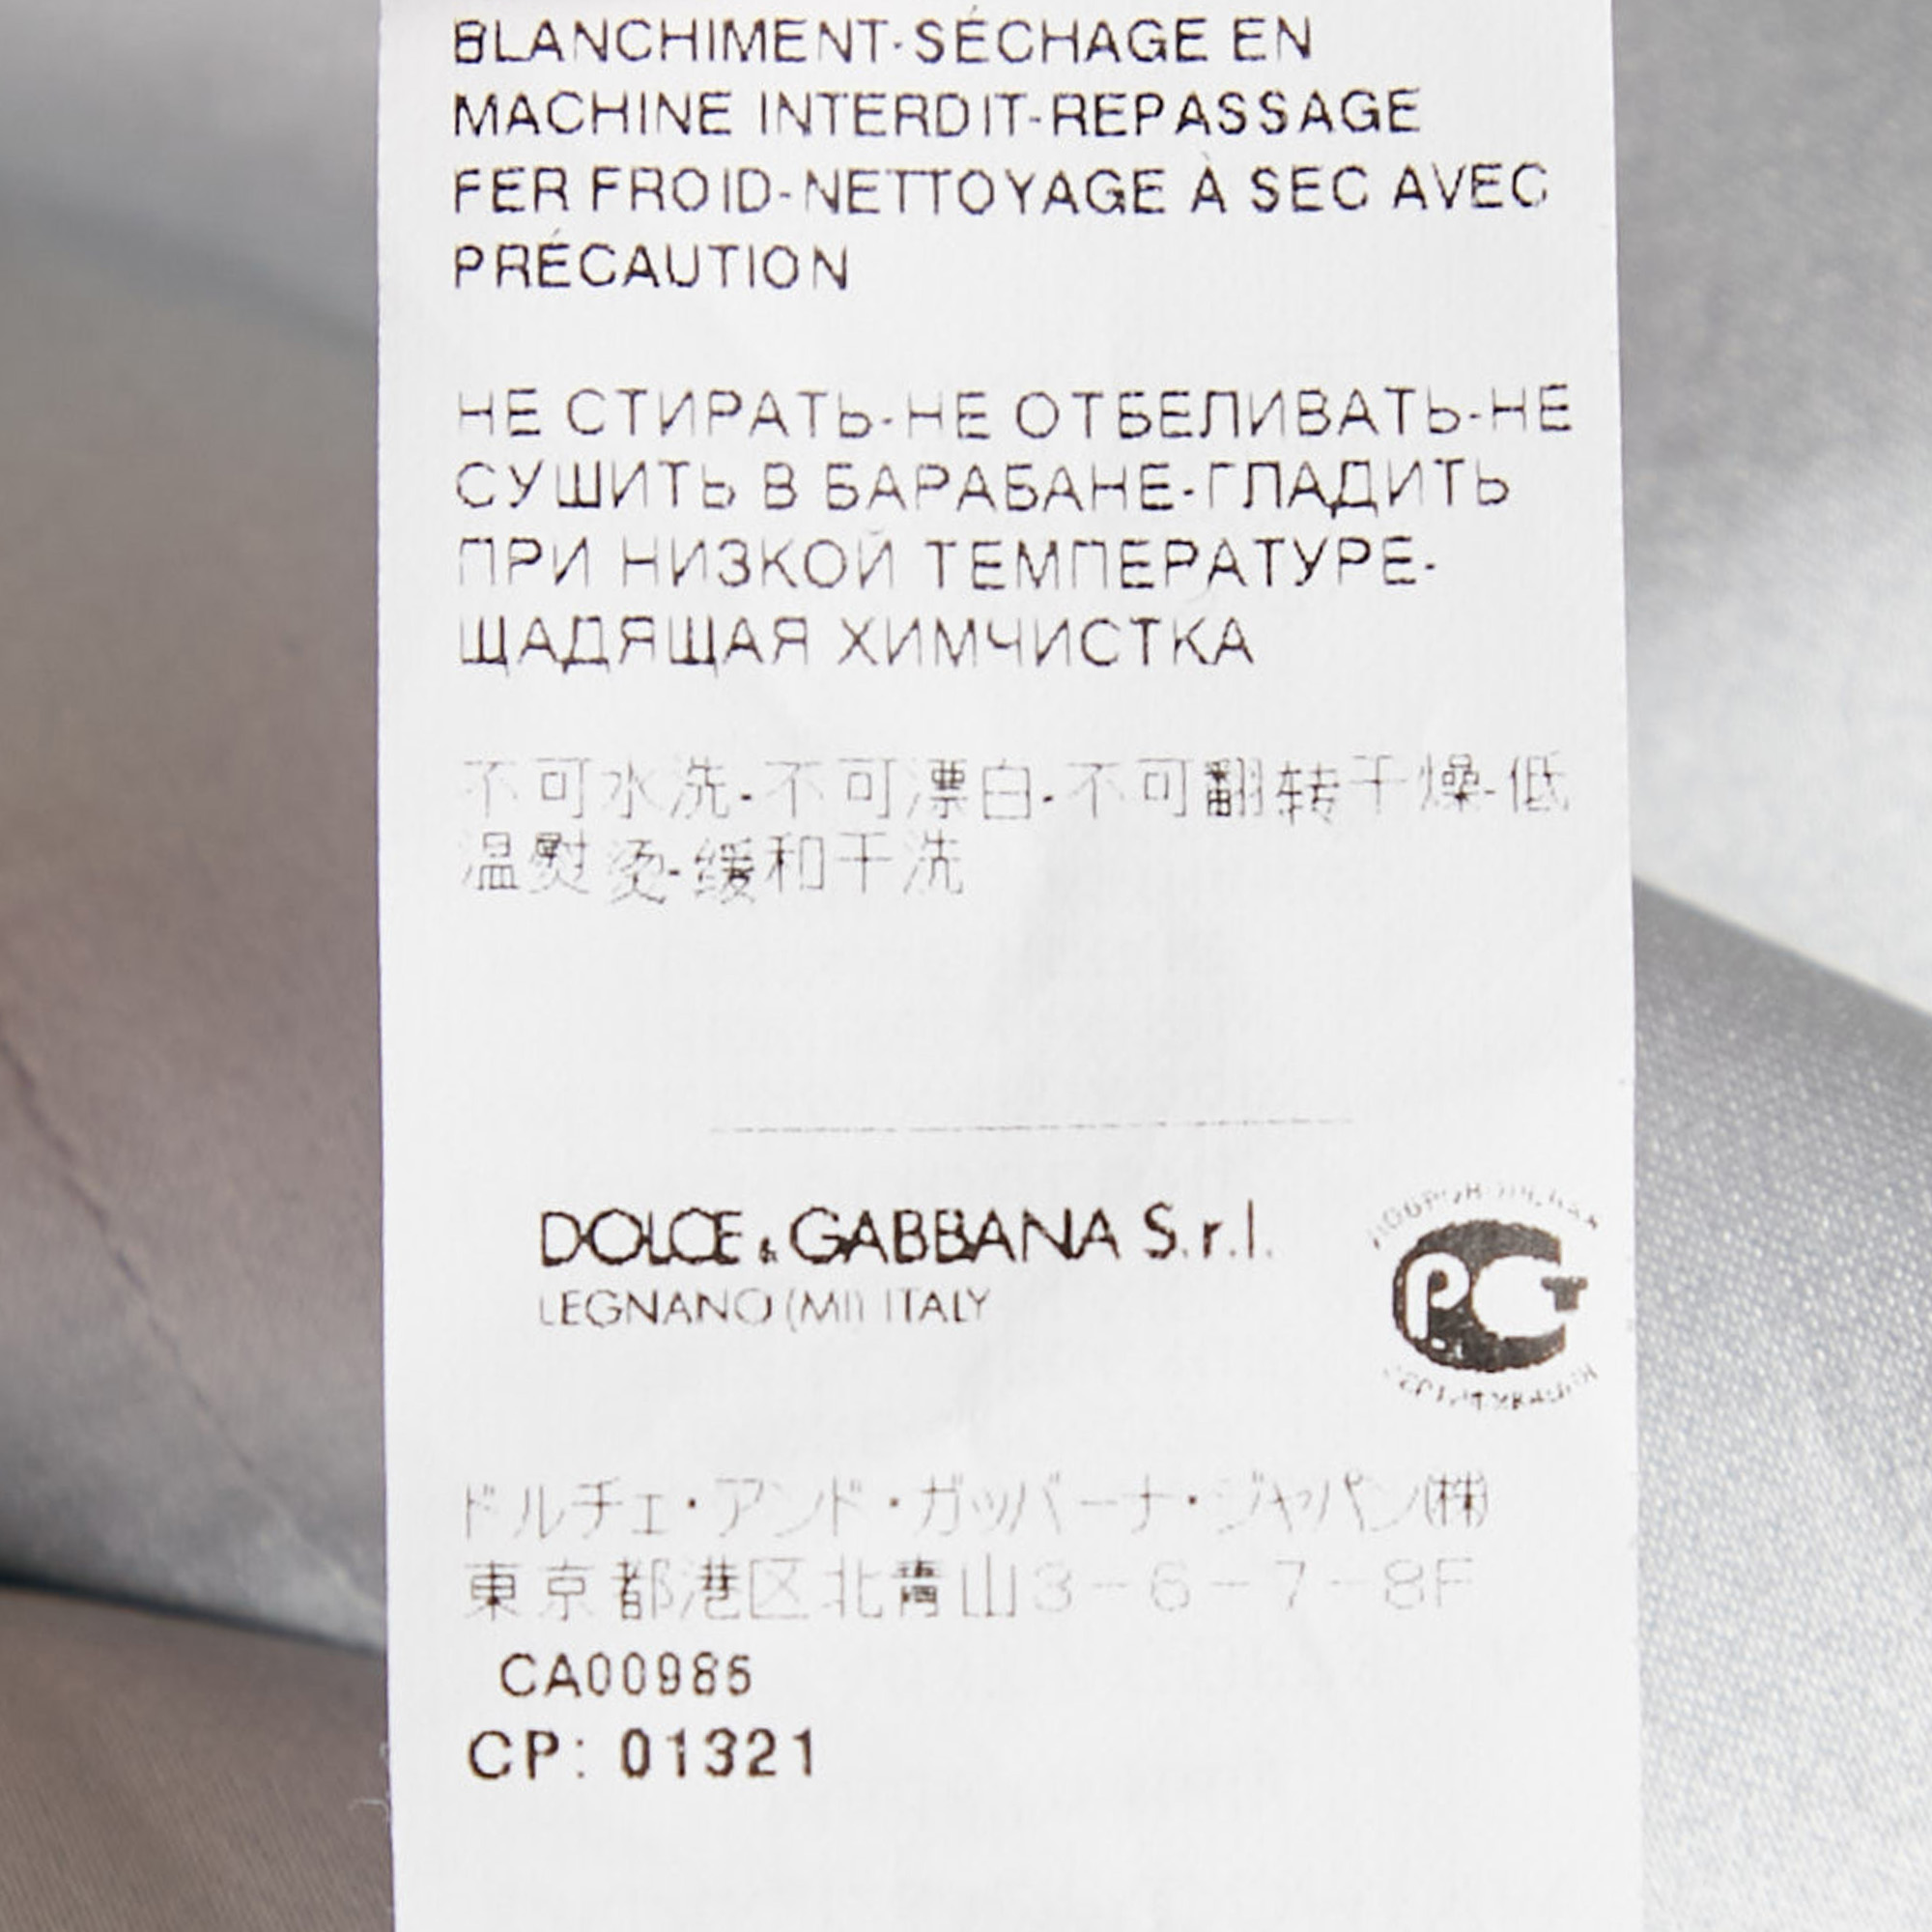 BLANCHIMENT-SÉCHAGE EN
MACHINE INTERDIT-REPASSAGE
FER FROID-NETTOYAGE À SEC AVEC
PRÉCAUTION
НЕ СТИРАТЬ-НЕ ОТБЕЛИВАТЬ-НЕ
СУШИТЬ В БАРАБАНЕ-ГЛАДИТЬ
ПРИ НИЗКОЙ ТЕМПЕРАТУРЕ-
ЩАДЯЩАЯ ХИМЧИСТКА
不可水洗-不可漂白-不可翻转干燥-低
温熨烫-缓和干洗
DOLCE & GABBANA S.r.l.
LEGNANO (MI) ITALY
ДОБРОВОЛЬНАЯ
РСТ
СЕРТИФИКАЦИЯ
ドルチェ・アンド・ガッバーナ・ジャパン(株)
東京都港区北青山3-6-7-8F
CA00985
CP: 01321